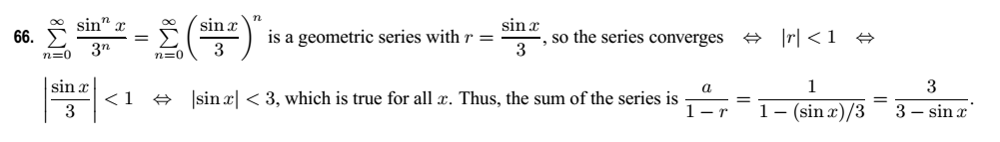 66. $\sum_{n=0}^{\infty} \frac{\sin^n x}{3^n} = \sum_{n=0}^{\infty} \left( \frac{\sin x}{3} \right)^n$ is a geometric series with $r = \frac{\sin x}{3}$, so the series converges $\Leftrightarrow$ $|r| < 1$ $\Leftrightarrow$
$\left| \frac{\sin x}{3} \right| < 1$ $\Leftrightarrow$ $|\sin x| < 3$, which is true for all $x$. Thus, the sum of the series is $\frac{a}{1 - r} = \frac{1}{1 - (\sin x)/3} = \frac{3}{3 - \sin x}$.